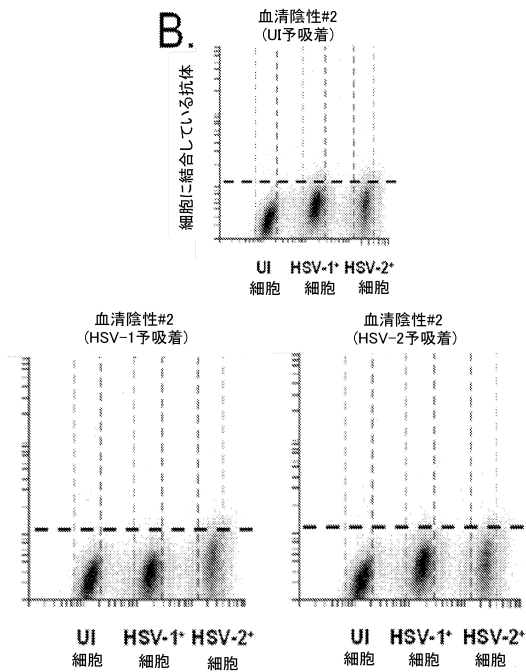 B.
血清陰性#2
(UI予吸着)
細胞に結合している抗体
UI HSV-1⁺ HSV-2⁺
細胞 細胞 細胞
血清陰性#2
(HSV-1予吸着)
血清陰性#2
(HSV-2予吸着)
UI HSV-1⁺ HSV-2⁺
細胞 細胞 細胞
UI HSV-1⁺ HSV-2⁺
細胞 細胞 細胞